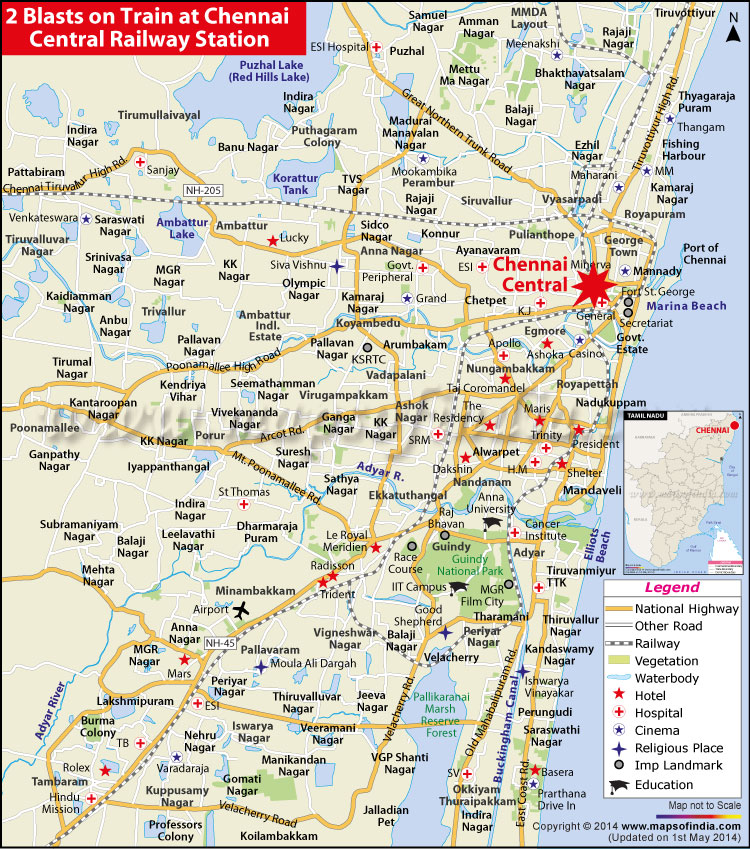 2 Blasts on Train at Chennai
Central Railway Station
N
Samuel
Nagar
Amman
Nagar
MMDA
Layout
Tiruvottiyur
ESI Hospital
Puzhal
Meenakshi
Rajaji
Nagar
Puzhal Lake
(Red Hills Lake)
Mettu
Ma Nagar
Bhakthavatsalam
Nagar
Great Northern Trunk Road
Tiruvottiyur High Rd.
Indira
Nagar
Balaji
Nagar
Thyagaraja
Puram
Thangam
Tirumullaivayal
Puthagaram
Colony
Madurai
Manavalan
Nagar
Indira
Nagar
Banu Nagar
Ezhil
Nagar
Fishing
Harbour
Pattabiram
Chennai Tiruvallur High Rd.
Sanjay
Korattur
Tank
TVS
Nagar
Mookambika
Perambur
Maharani
MM
NH-205
Rajaji
Nagar
Siruvallur
Vyasarpadi
Kamaraj
Nagar
Venkateswara
Saraswati
Nagar
Ambattur
Lake
Ambattur
Sidco
Nagar
Konnur
Pulianthope
Royapuram
Tiruvalluvar
Nagar
Lucky
Anna Nagar
Ayanavaram
George
Town
Srinivasa
Nagar
MGR
Nagar
KK
Nagar
Siva Vishnu
Govt.
Peripheral
ESI
Chennai
Central
Minerva
Mannady
Port of
Chennai
Olympic
Nagar
Kaidiamman
Nagar
Trivallur
Kamaraj
Nagar
Grand
Chetpet
K.J
General
Fort St. George
Marina Beach
Secretariat
Anbu
Nagar
Ambattur
Indl.
Estate
Koyambedu
Egmore
Govt.
Estate
Pallavan
Nagar
Poonamallee High Road
Pallavan
Nagar
KSRTC
Arumbakam
Apollo
Ashoka
Casino
Tirumal
Nagar
Kendriya
Vihar
Seemathamman
Nagar
Vadapalani
Nungambakkam
Taj Coromandel
Royapettah
Kantaroopan
Nagar
Virugampakkam
Ashok
Nagar
The
Residency
Maris
Nadukuppam
www.mapsofindia.com
Poonamallee
Vivekananda
Nagar
Ganga
Nagar
KK
Nagar
SRM
Trinity
President
KK Nagar
Porur
Arcot Rd.
Alwarpet
Ganpathy
Nagar
Iyappanthangal
Mt. Poonamallee Rd.
Suresh
Nagar
Adyar R.
Dakshin
H.M
Shelter
Sathya
Nagar
Ekkatuthangal
Nandanam
Mandaveli
St Thomas
Anna
University
Indira
Nagar
Raj
Bhavan
Cancer
Institute
Subramaniyam
Nagar
Balaji
Nagar
Leelavathi
Nagar
Dharmaraja
Puram
Le Royal
Meridien
Race
Course
Guindy
Adyar
Elliots
Beach
Mehta
Nagar
Radisson
Guindy
National Park
Tiruvanmiyur
TTK
Minambakkam
Trident
IIT Campus
MGR
Film City
Airport
Good
Shepherd
Tharamani
Anna
Nagar
NH-45
Vigneshwar
Nagar
Balaji
Nagar
Periyar
Nagar
Thiruvallur
Nagar
MGR
Nagar
Mars
Pallavaram
Moula Ali Dargah
Velacherry
Kandaswamy
Nagar
Periyar
Nagar
Ishwarya
Vinayakar
Adyar River
Lakshmipuram
ESI
Thiruvalluvar
Nagar
Jeeva
Nagar
Velacherry Rd.
Pallikaranai
Marsh
Reserve
Forest
Old Mahabalipuram Rd.
Buckingham Canal
Perungudi
Burma
Colony
TB
Nehru
Nagar
Iswarya
Nagar
Veeramani
Nagar
Saraswathi
Nagar
Varadaraja
Manikandan
Nagar
VGP Shanti
Nagar
Tambaram
Rolex
SV
Basera
Hindu
Mission
Kuppusamy
Nagar
Gomati
Nagar
Okkiyam
Thuraipakkam
East Coast Rd.
Prarthana
Drive In
Velacherry Road
Jalladian
Pet
Indira
Nagar
Professors
Colony
Koilambakkam
TAMIL NADU
CHENNAI
Legend
National Highway
Other Road
Railway
Vegetation
Waterbody
Hotel
Hospital
Cinema
Religious Place
Imp Landmark
Education
Map not to Scale
Copyright © 2014 www.mapsofindia.com
(Updated on 1st May 2014)